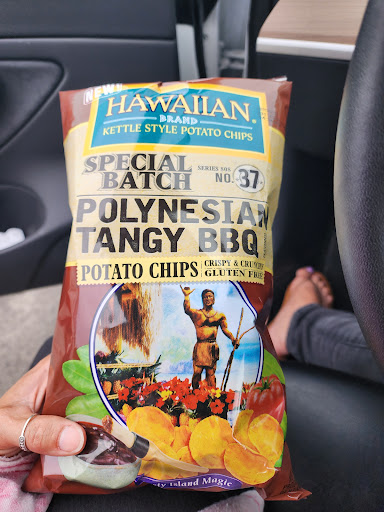 NEW!
HAWAIIAN®
BRAND
KETTLE STYLE POTATO CHIPS
SPECIAL
BATCH
NO. 37
POLYNESIAN
TANGY BBQ
POTATO CHIPS
CRISPY & CRUNCHY
GLUTEN FREE
Island Magic